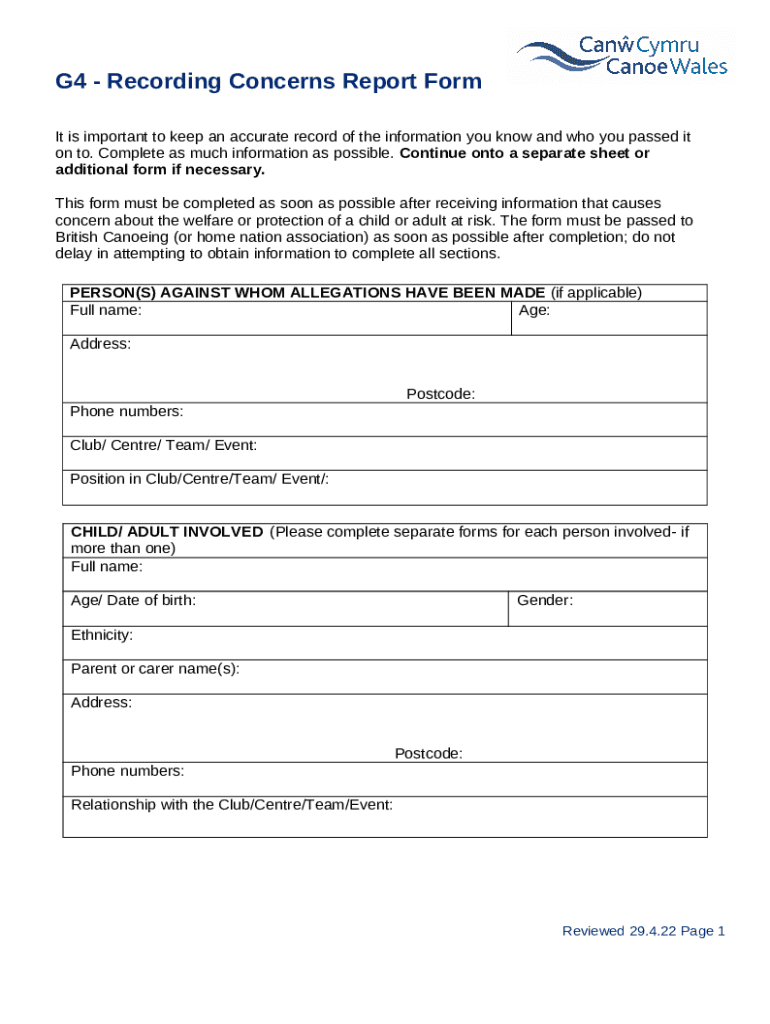 Canŵ Cymru
Canoe Wales
G4 - Recording Concerns Report Form
It is important to keep an accurate record of the information you know and who you passed it
on to. Complete as much information as possible. Continue onto a separate sheet or
additional form if necessary.
This form must be completed as soon as possible after receiving information that causes
concern about the welfare or protection of a child or adult at risk. The form must be passed to
British Canoeing (or home nation association) as soon as possible after completion; do not
delay in attempting to obtain information to complete all sections.
PERSON(S) AGAINST WHOM ALLEGATIONS HAVE BEEN MADE (if applicable)
Full name: Age:
Address:
Postcode:
Phone numbers:
Club/ Centre/ Team/ Event:
Position in Club/Centre/Team/ Event/:
CHILD/ ADULT INVOLVED (Please complete separate forms for each person involved- if
more than one)
Full name:
Age/ Date of birth: Gender:
Ethnicity:
Parent or carer name(s):
Address:
Postcode:
Phone numbers:
Relationship with the Club/Centre/Team/Event:
Reviewed 29.4.22 Page 1